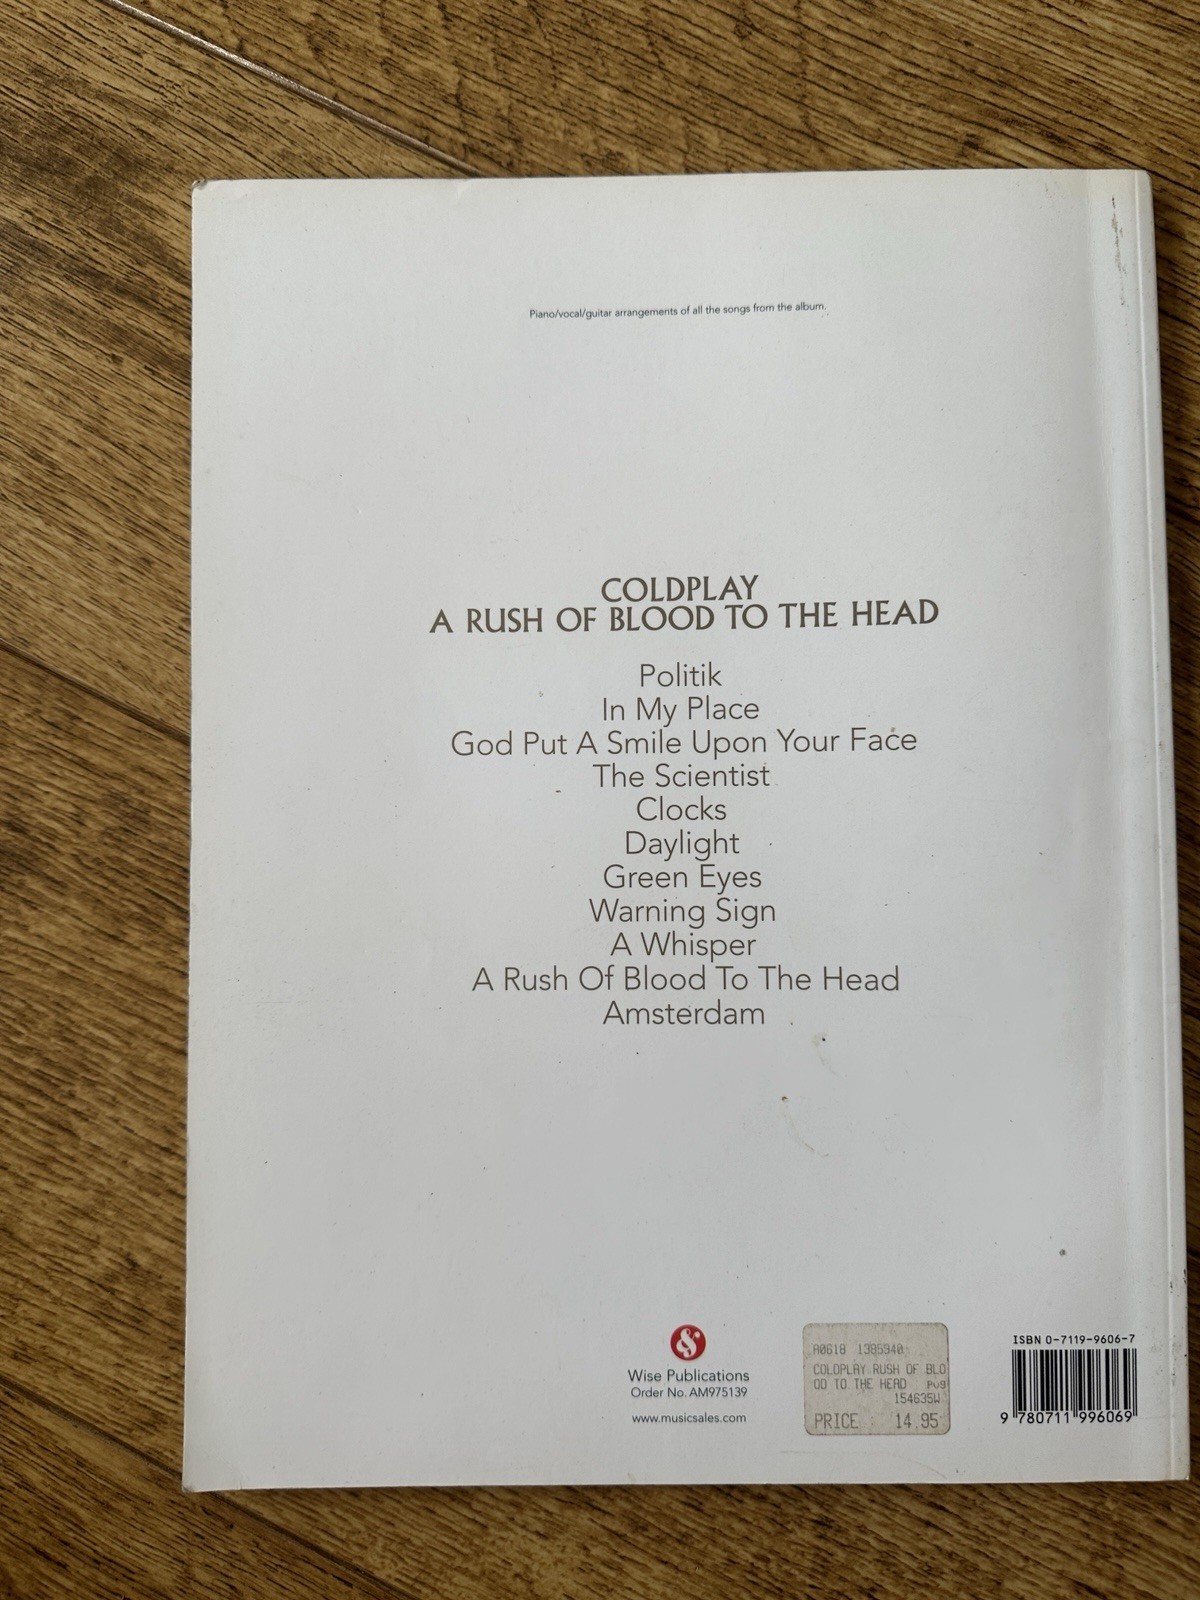 Piano/vocal/guitar arrangements of all the songs from the album.
COLDPLAY
A RUSH OF BLOOD TO THE HEAD
Politik
In My Place
God Put A Smile Upon Your Face
The Scientist
Clocks
Daylight
Green Eyes
Warning Sign
A Whisper
A Rush Of Blood To The Head
Amsterdam
&
Wise Publications
Order No. AM975139
www.musicsales.com
A0618 1385940
COLDPLAY RUSH OF BLO
OD TO THE HEAD PVG
154635W
PRICE : 14.95
ISBN 0-7119-9606-7
9 780711 996069